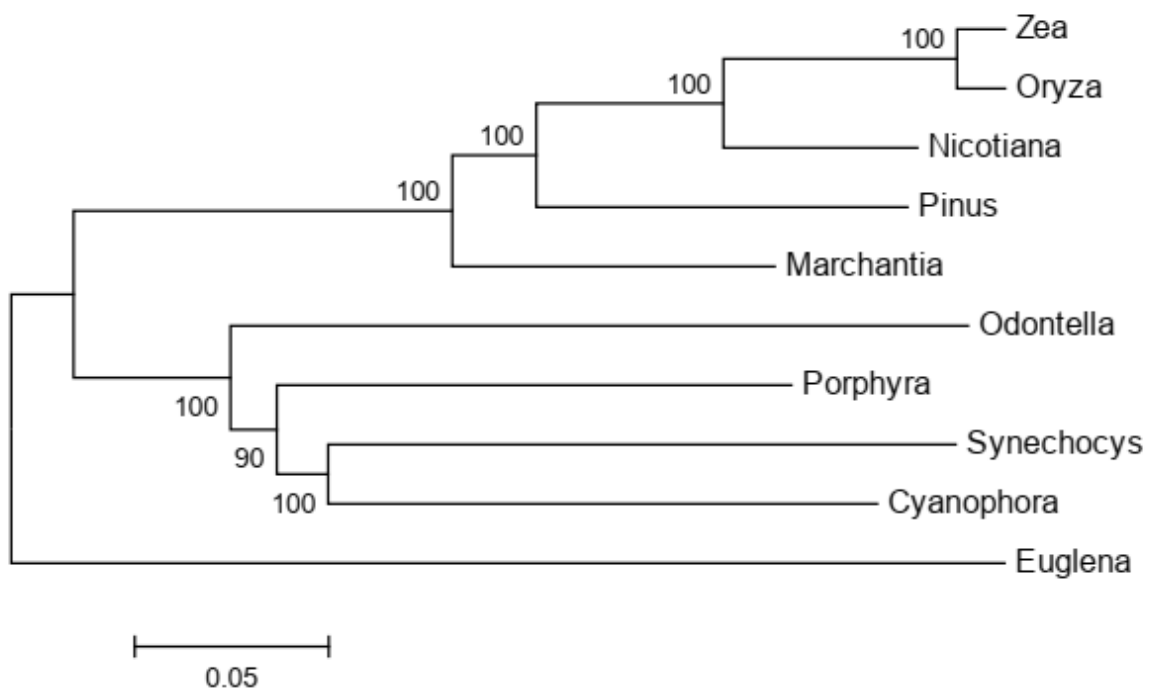 Zea
100
Oryza
100
Nicotiana
100
Pinus
100
Marchantia
Odontella
Porphyra
100
Synechocys
90
Cyanophora
100
Euglena
0.05